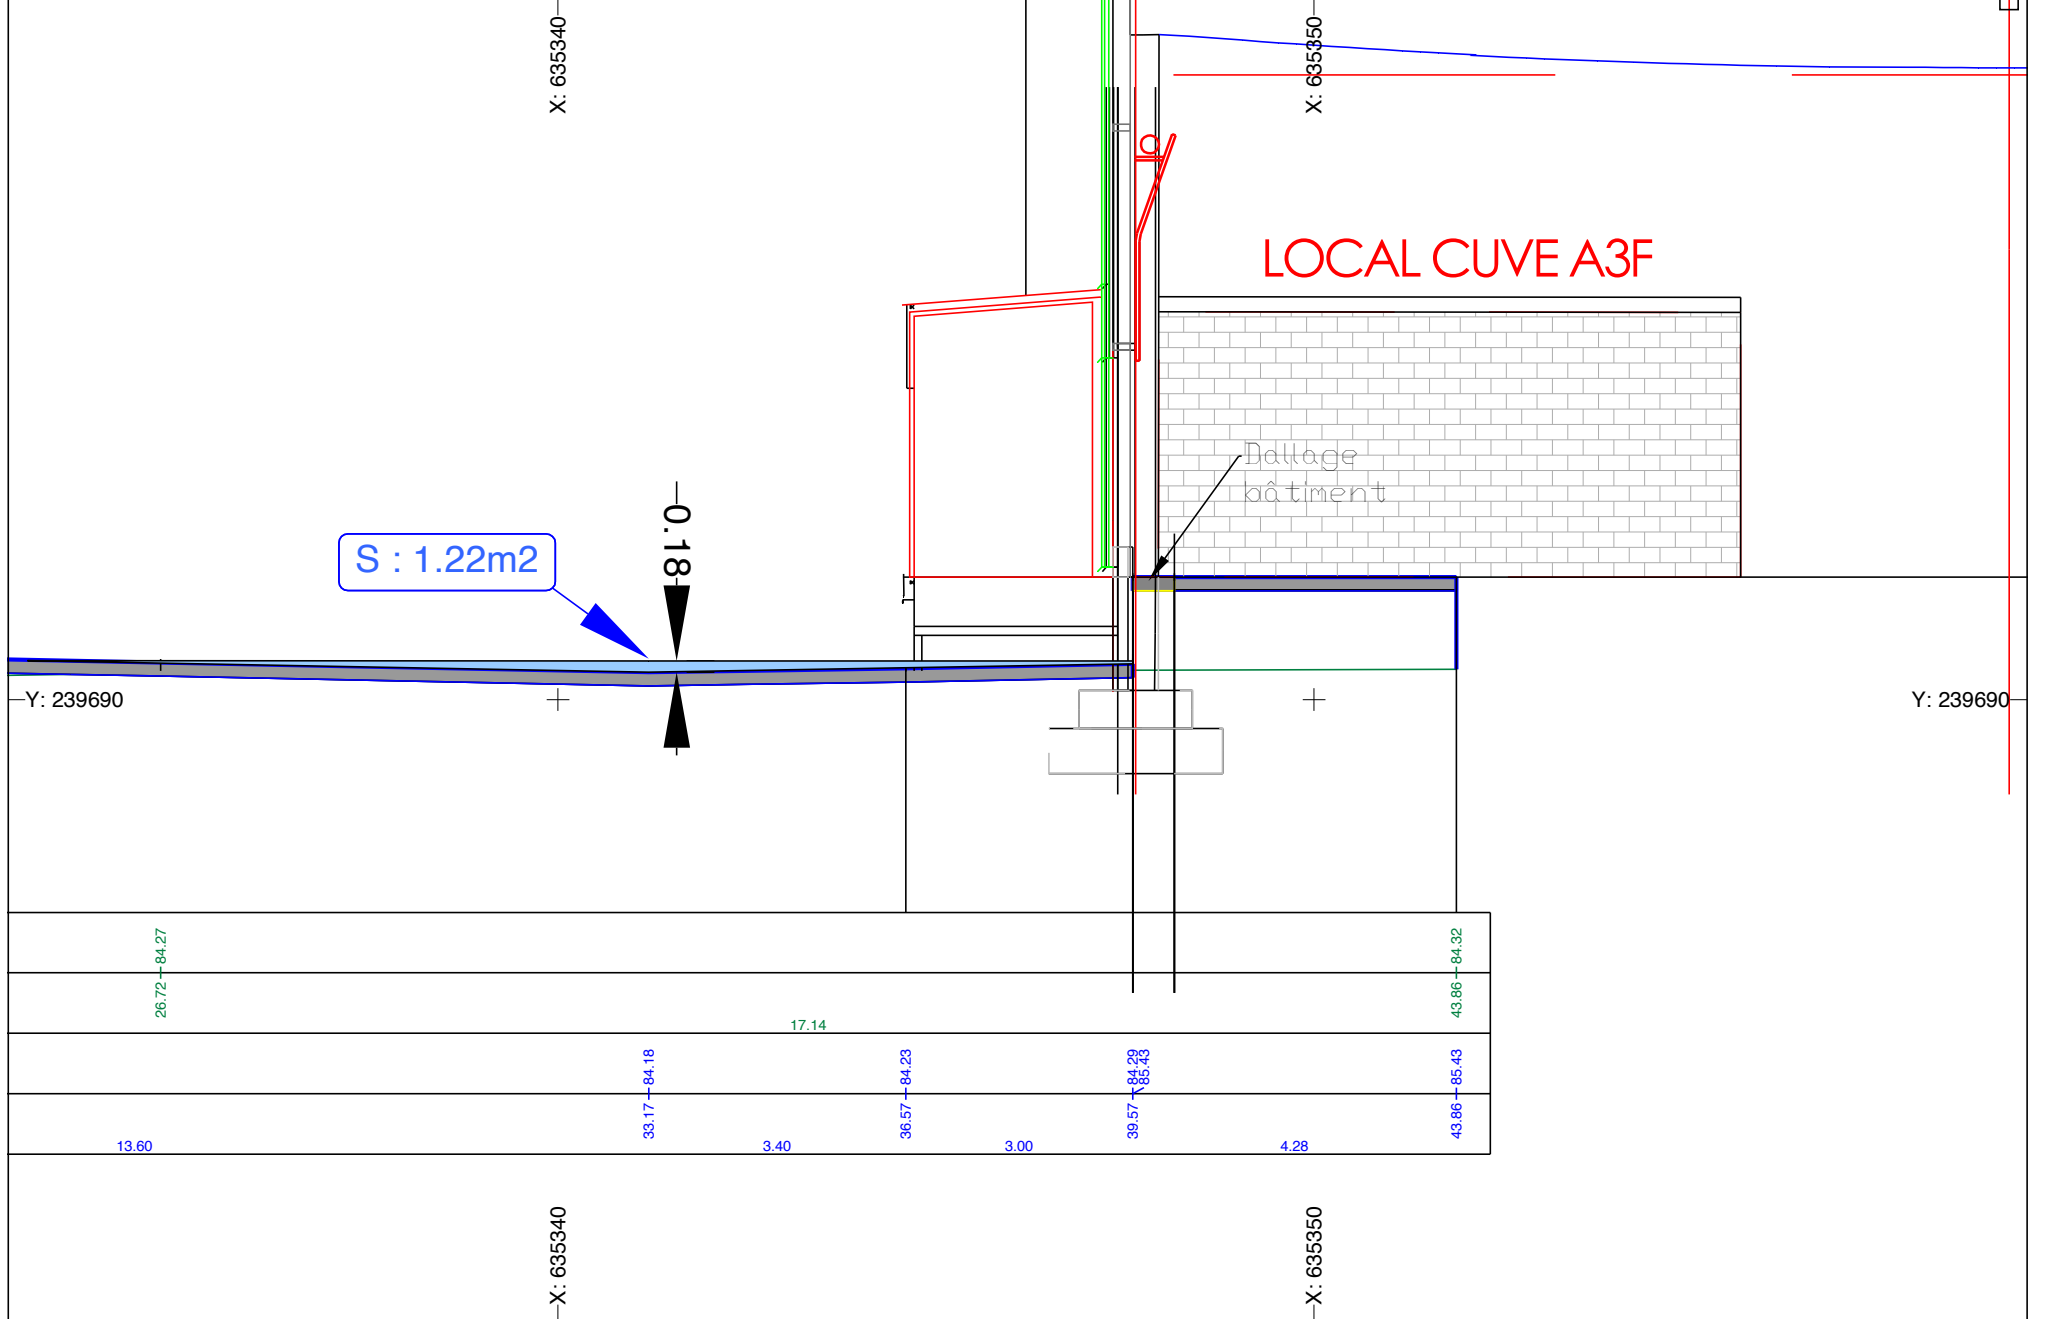 X: 635340
X: 635350
LOCAL CUVE A3F
Dallage
bâtiment
0.18
S : 1.22m2
Y: 239690
Y: 239690
84.27
84.32
26.72
43.86
17.14
84.18
84.23
84.29
85.43
85.43
33.17
36.57
39.57
43.86
13.60
3.40
3.00
4.28
X: 635340
X: 635350